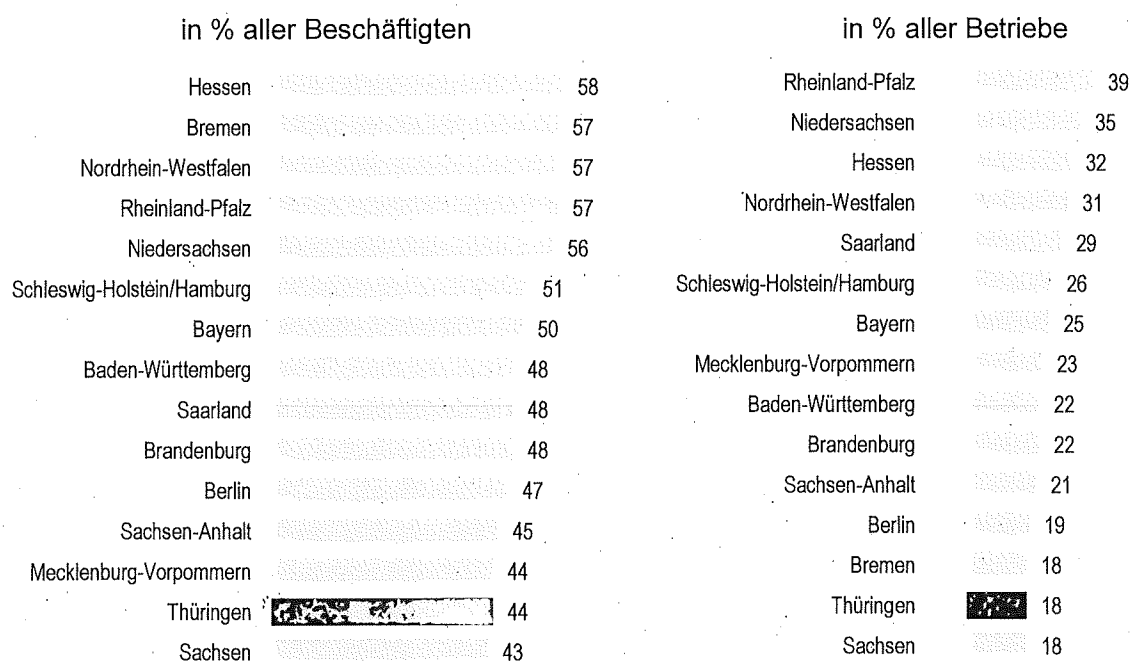 in % aller Beschäftigten
Hessen 58
Bremen 57
Nordrhein-Westfalen 57
Rheinland-Pfalz 57
Niedersachsen 56
Schleswig-Holstein/Hamburg 51
Bayern 50
Baden-Württemberg 48
Saarland 48
Brandenburg 48
Berlin 47
Sachsen-Anhalt 45
Mecklenburg-Vorpommern 44
Thüringen 44
Sachsen 43
in % aller Betriebe
Rheinland-Pfalz 39
Niedersachsen 35
Hessen 32
Nordrhein-Westfalen 31
Saarland 29
Schleswig-Holstein/Hamburg 26
Bayern 25
Mecklenburg-Vorpommern 23
Baden-Württemberg 22
Brandenburg 22
Sachsen-Anhalt 21
Berlin 19
Bremen 18
Thüringen 18
Sachsen 18